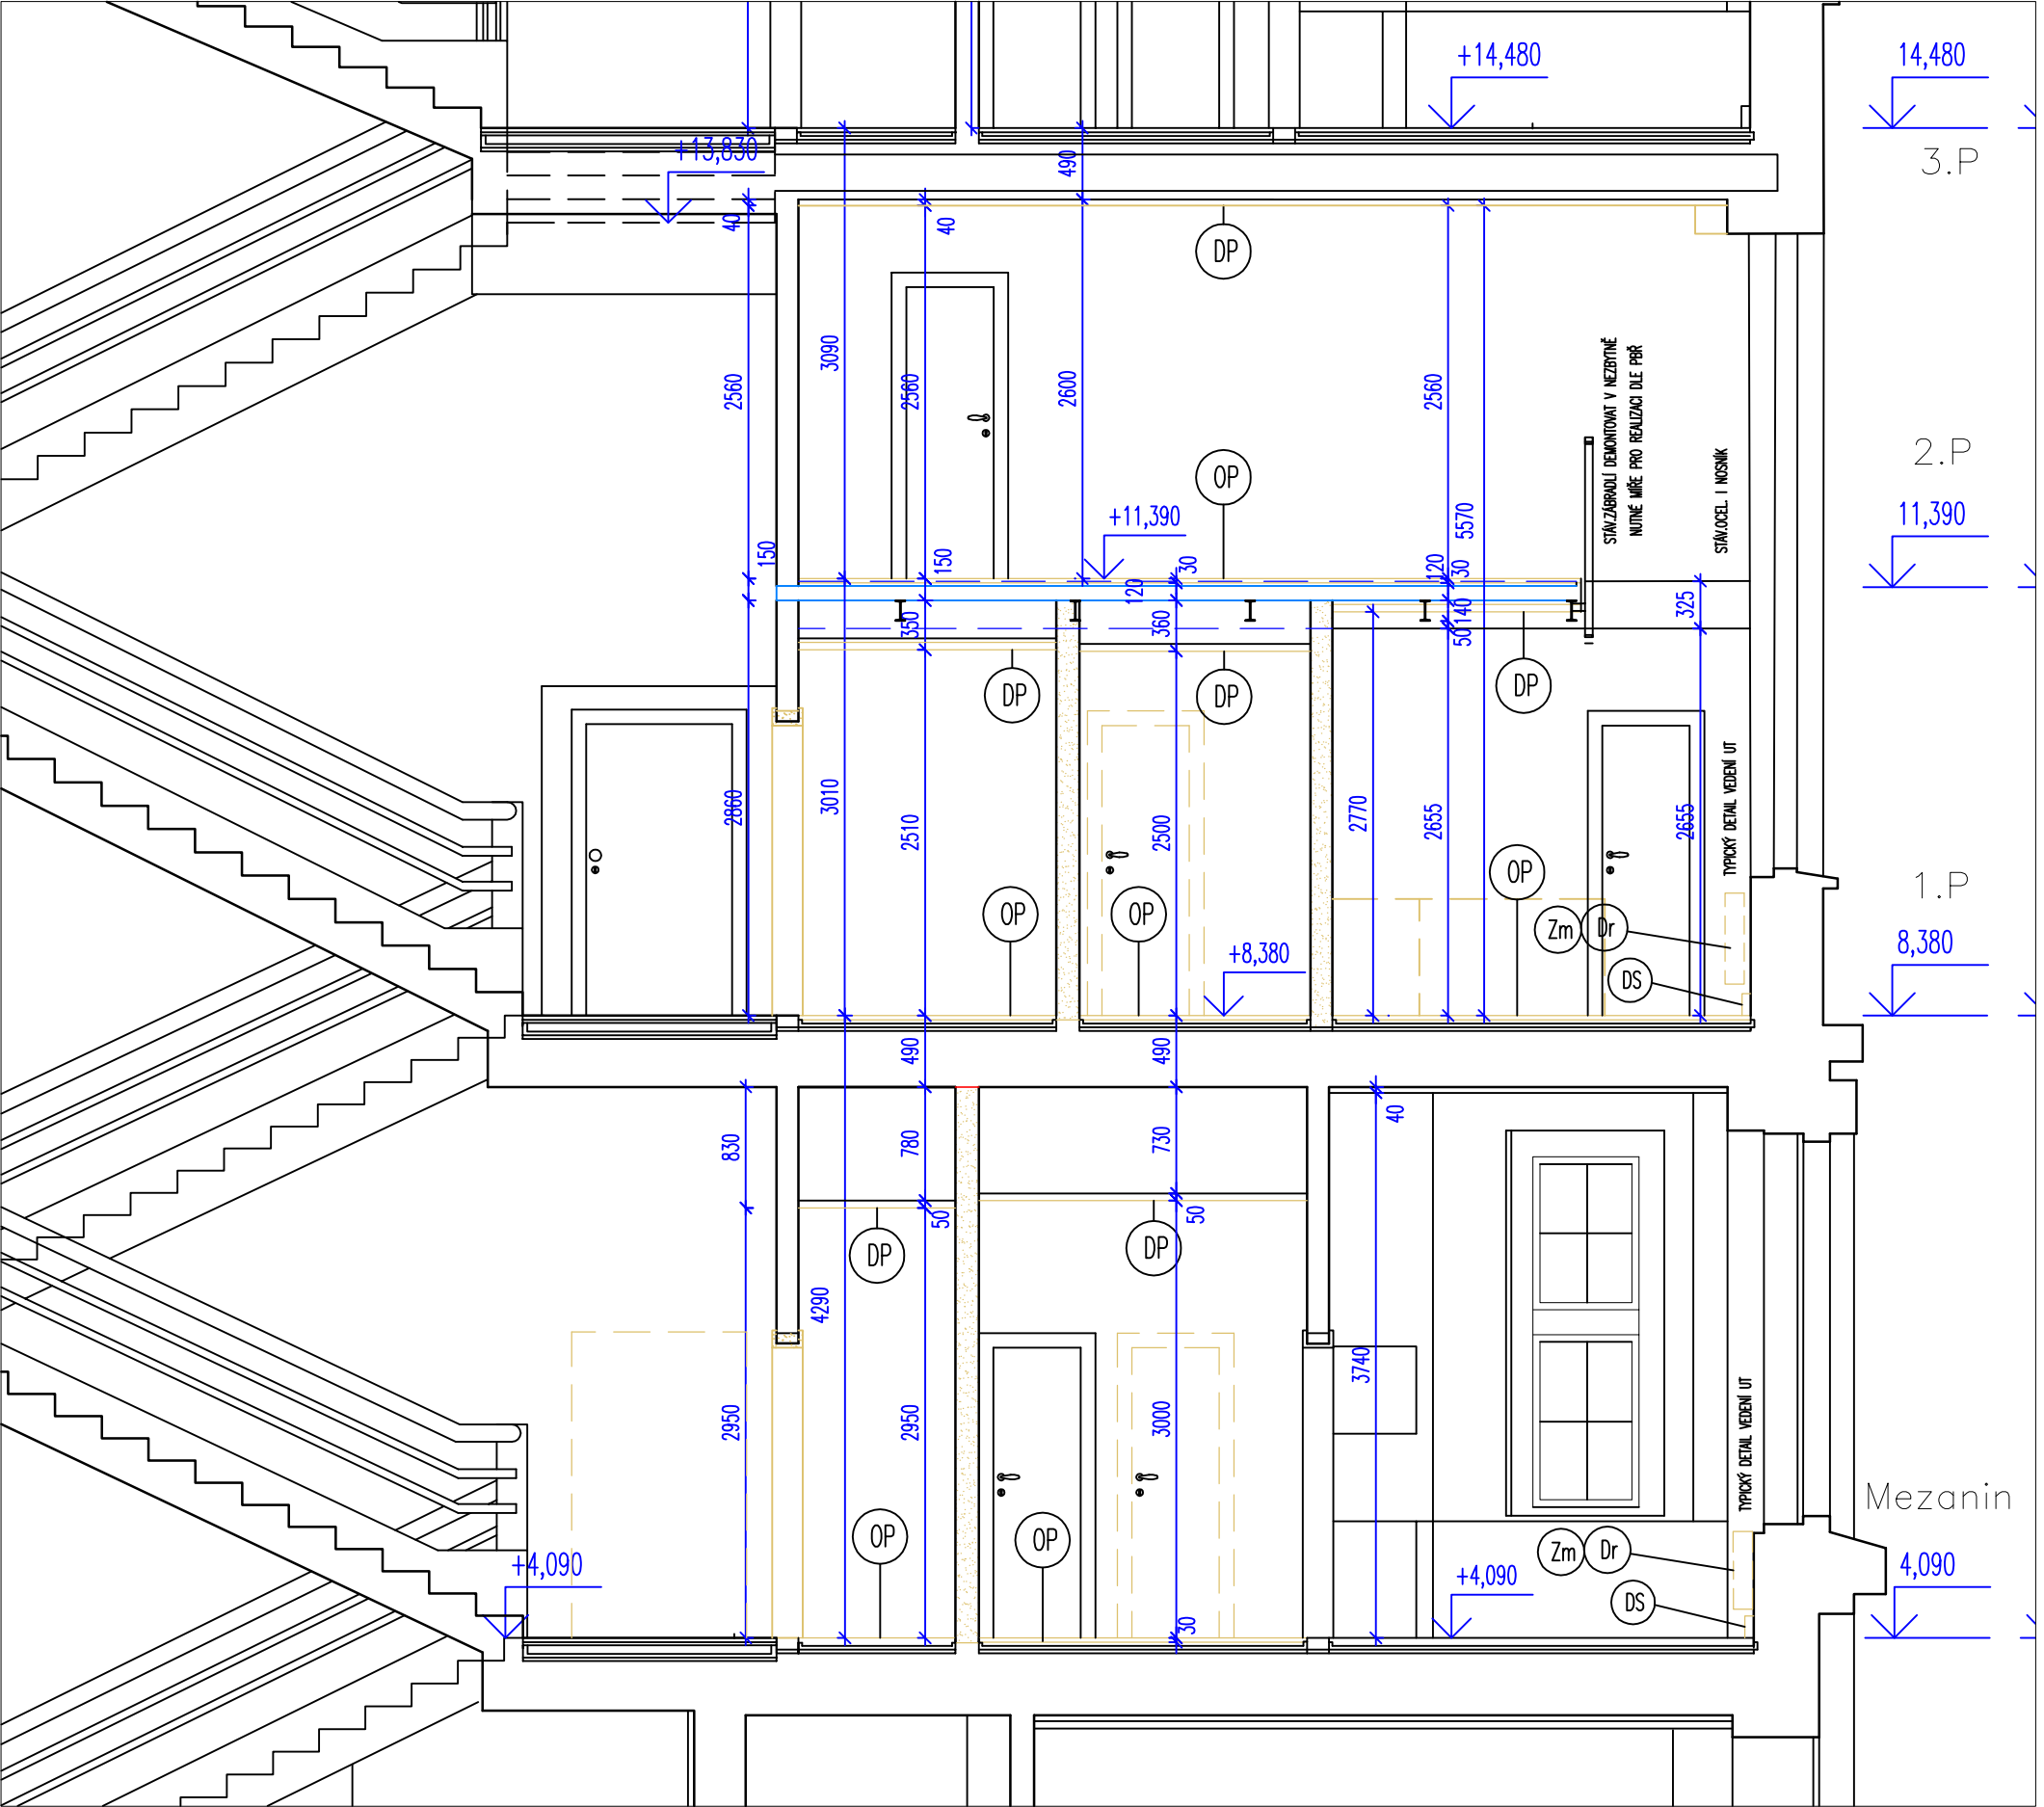 +14,480
14,480
+13,830
490
3.P
40
40
DP
3090
2560
2560
2600
2560
STÁV.ZÁBRADLÍ DEMONTOVAT V NEZBYTNĚ
NUTNÉ MÍŘE PRO REALIZACI DLE PBŘ
2.P
OP
STÁV.OCEL. I NOSNÍK
+11,390
11,390
5570
150
150
30
120
30
120
350
360
140
50
325
DP
DP
DP
2860
3010
2510
2500
2770
2655
2655
TYPICKÝ DETAIL VEDENÍ UT
1.P
OP
OP
OP
Zm
Dr
+8,380
8,380
DS
490
490
830
780
730
40
50
50
DP
DP
4290
2950
2950
3000
3740
TYPICKÝ DETAIL VEDENÍ UT
Mezanin
OP
OP
Zm
Dr
+4,090
+4,090
4,090
DS
30